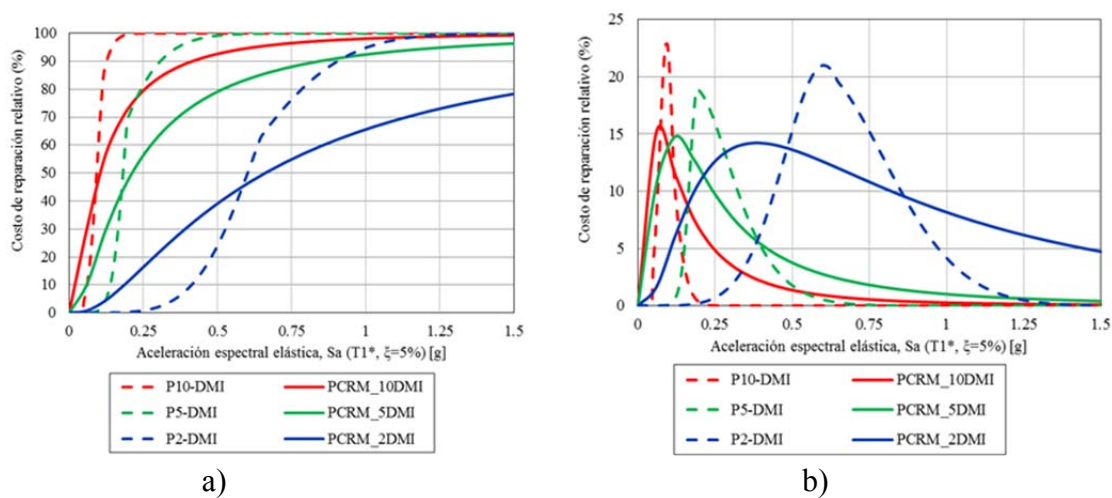 a)
b)
Costo de reparación relativo (%)
100
90
80
70
60
50
40
30
20
10
0
0 0.25 0.5 0.75 1 1.25 1.5
Aceleración espectral elástica, Sa (T1*, ξ=5%) [g]
P10-DMI PCRM_10DMI
P5-DMI PCRM_5DMI
P2-DMI PCRM_2DMI
Costo de reparación relativo (%)
25
20
15
10
5
0
0 0.25 0.5 0.75 1 1.25 1.5
Aceleración espectral elástica, Sa (T1*, ξ=5%) [g]
P10-DMI PCRM_10DMI
P5-DMI PCRM_5DMI
P2-DMI PCRM_2DMI
a) b)